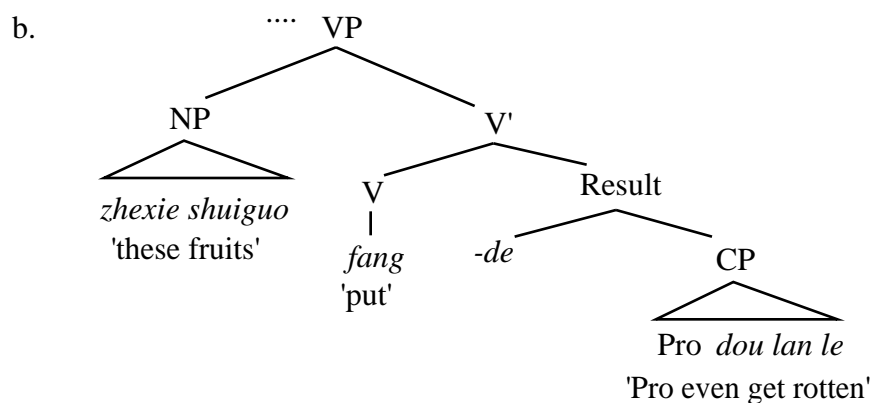 b.
.... VP
NP
V'
V
Result
zhexie shuiguo
'these fruits'
fang
'put'
-de
CP
Pro dou lan le
'Pro even get rotten'